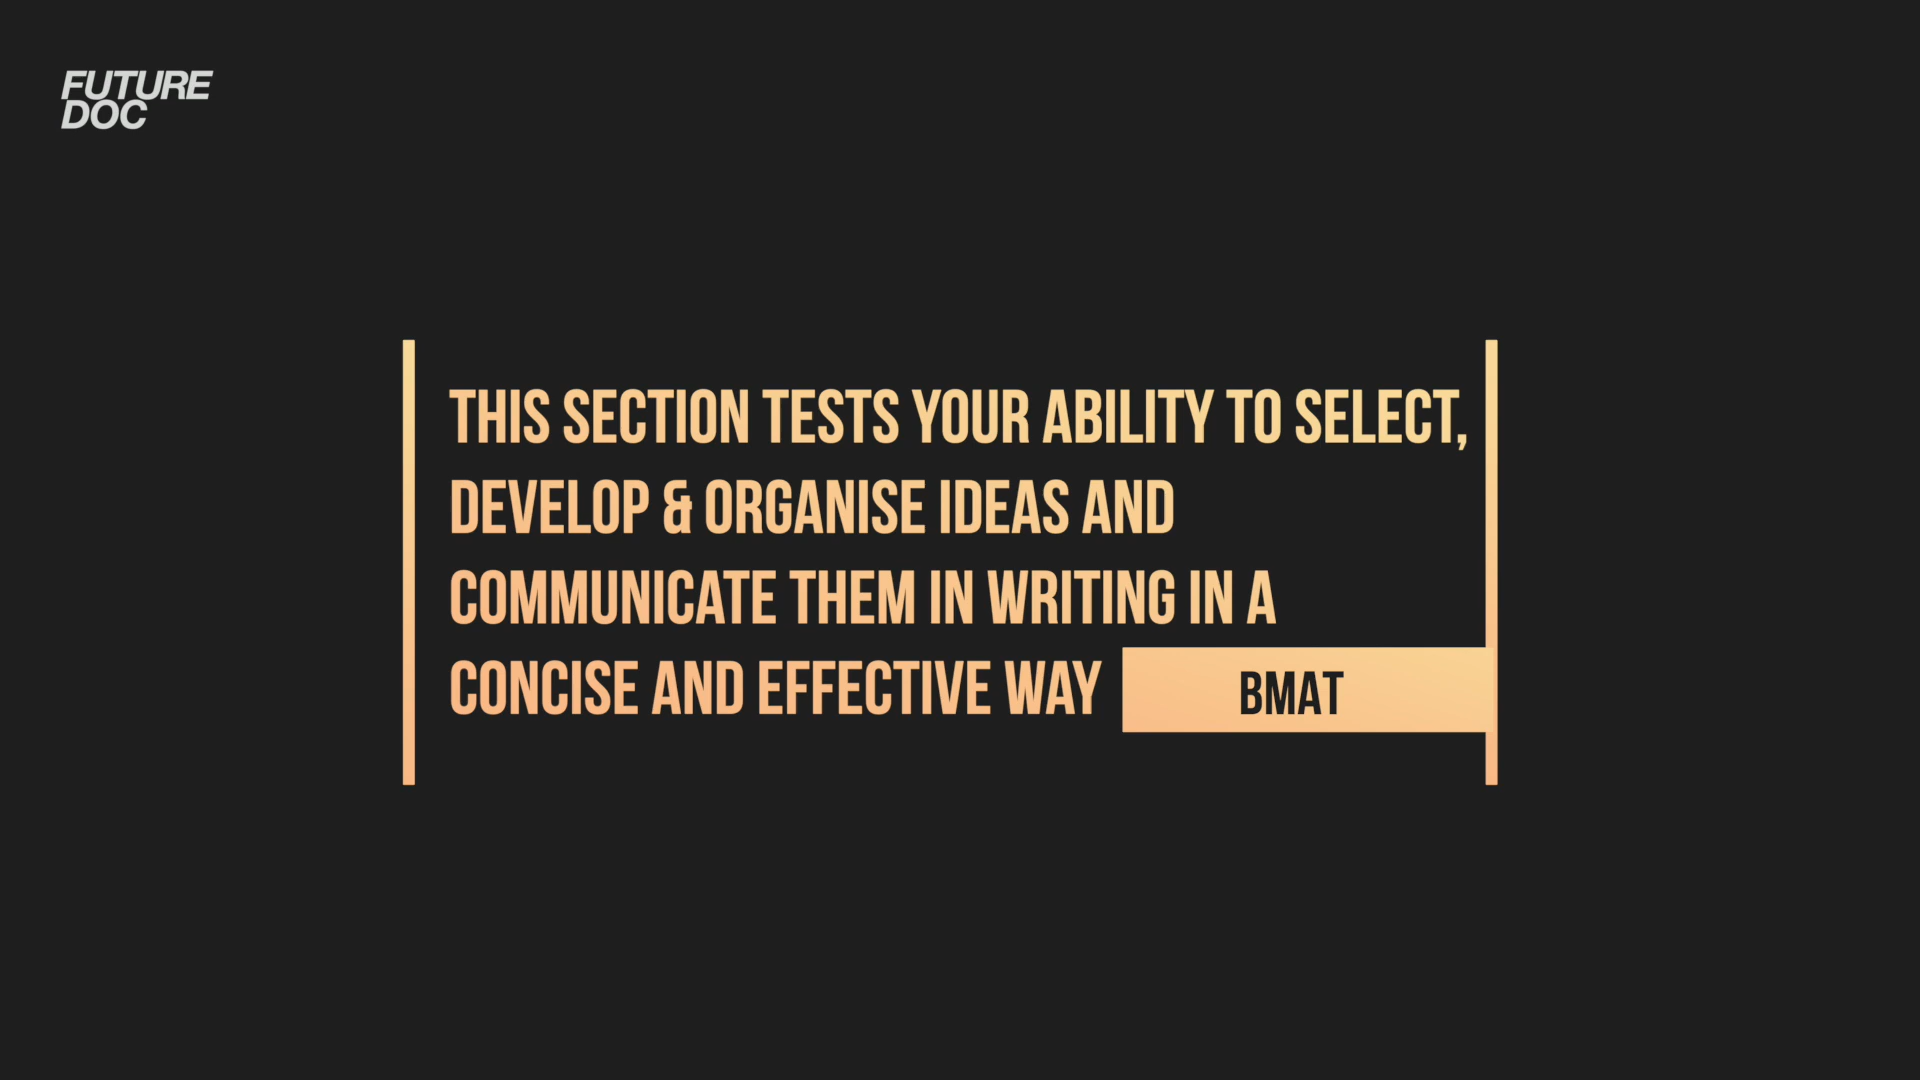 FUTURE
DOC
THIS SECTION TESTS YOUR ABILITY TO SELECT,
DEVELOP & ORGANISE IDEAS AND
COMMUNICATE THEM IN WRITING IN A
CONCISE AND EFFECTIVE WAY
BMAT